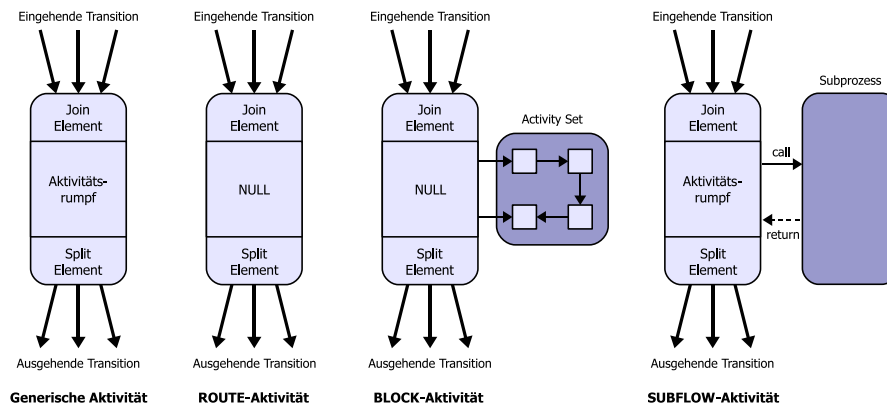 Eingehende Transition
Join
Element
Aktivitäts-
rumpf
Split
Element
Ausgehende Transition
Generische Aktivität
Eingehende Transition
Join
Element
NULL
Split
Element
Ausgehende Transition
ROUTE-Aktivität
Eingehende Transition
Join
Element
NULL
Split
Element
Activity Set
Ausgehende Transition
BLOCK-Aktivität
Eingehende Transition
Join
Element
Aktivitäts-
rumpf
Split
Element
call
return
Subprozess
Ausgehende Transition
SUBFLOW-Aktivität